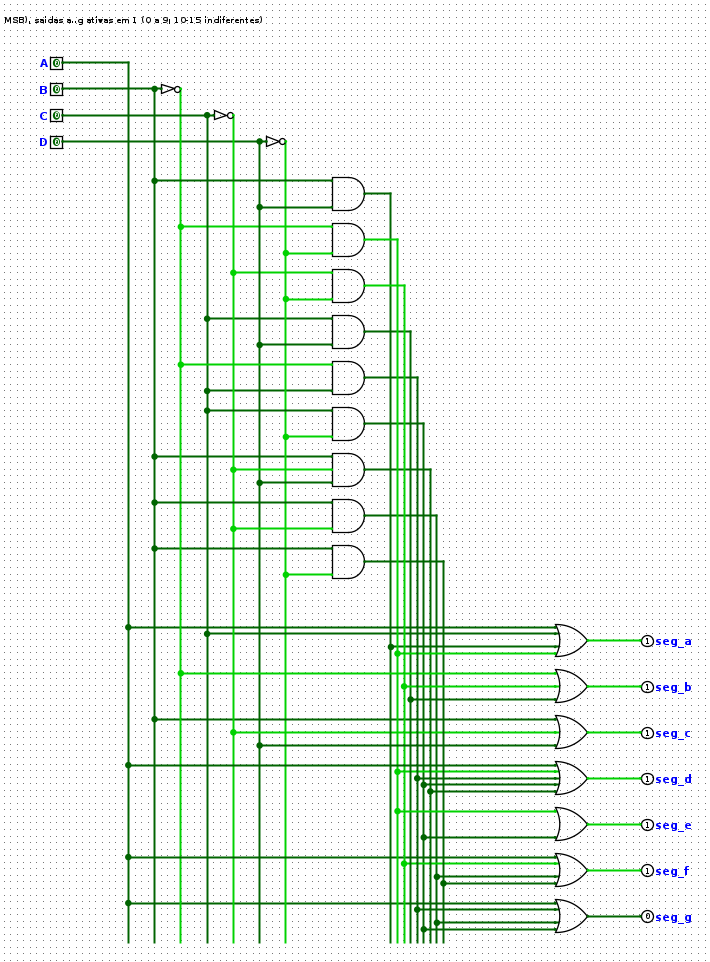 MSB), saidas a..g ativas em 1 (0 a 9; 10-15 indiferentes)
A 0
B 0
C 0
D 0
1 seg_a
1 seg_b
1 seg_c
1 seg_d
1 seg_e
1 seg_f
0 seg_g